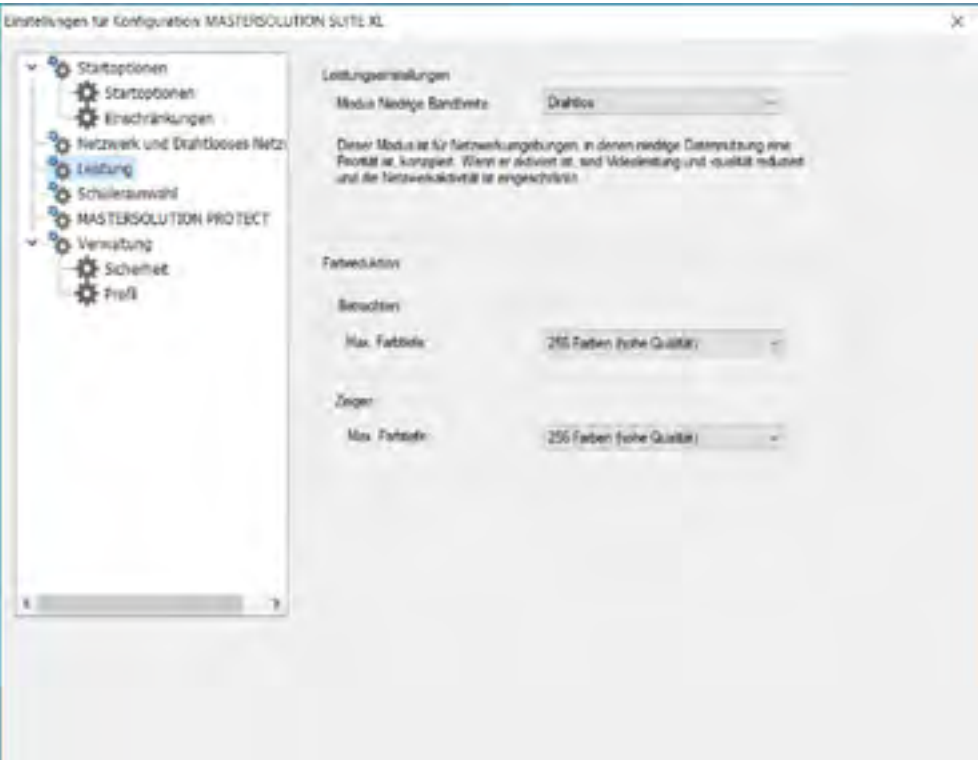 Einstellungen für Konfiguration: MASTERSOLUTION SUITE XL
Startoptionen
Startoptionen
Einschränkungen
Netzwerk und Drahtlooses Netz
Leistung
Schülerauswahl
MASTERSOLUTION PROTECT
Verwaltung
Sicherheit
Profil
Leistungseinstellungen
Modus Niedrige Bandbreite
Drahtlos
Dieser Modus ist für Netzwerkumgebungen, in denen niedrige Datennutzung eine
Priorität ist, konzipiert. Wenn er aktiviert ist, sind Videoleistung und -qualität reduziert
und die Netzwerkaktivität ist eingeschränkt.
Farbreduktion
Betrachten
Max. Farbtiefe
256 Farben (hohe Qualität)
Zeigen
Max. Farbtiefe
256 Farben (hohe Qualität)